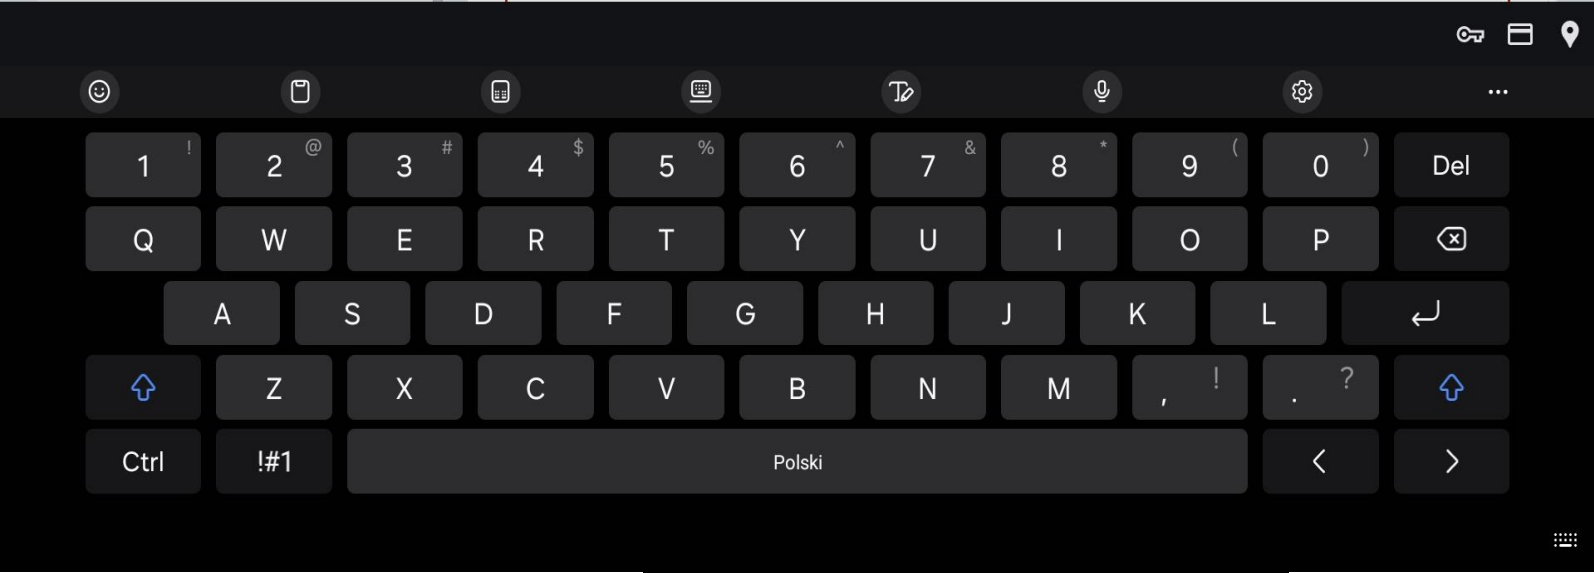 1 ! 2 @ 3 # 4 $ 5 % 6 ^ 7 & 8 * 9 ( 0 ) Del
Q W E R T Y U I O P
A S D F G H J K L
Z X C V B N M , ! . ?
Ctrl !#1 Polski < >